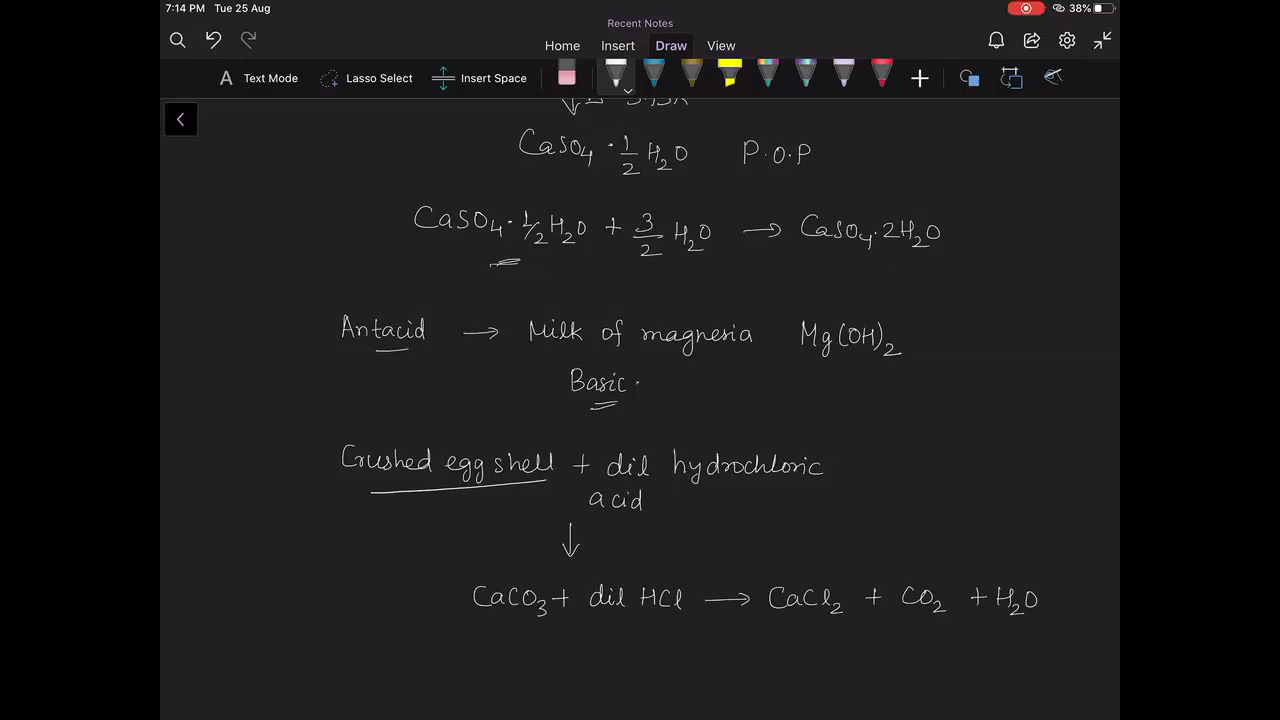 7:14 PM Tue 25 Aug
38%
Recent Notes
Home Insert Draw View
A Text Mode Lasso Select Insert Space
CaSO4 · 1/2 H2O P.O.P
CaSO4 · 1/2 H2O + 3/2 H2O → CaSO4.2H2O
Antacid → Milk of magnesia Mg(OH)2
Basic
Crushed egg shell + dil hydrochloric
acid
↓
CaCO3 + dil HCl → CaCl2 + CO2 + H2O